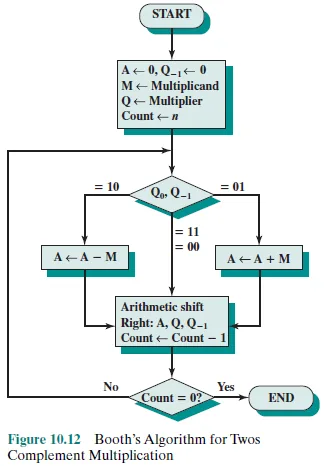 START
A ← 0, Q₋₁ ← 0
M ← Multiplicand
Q ← Multiplier
Count ← n
= 10
Q₀, Q₋₁
= 01
= 11
= 00
A ← A − M
A ← A + M
Arithmetic shift
Right: A, Q, Q₋₁
Count ← Count − 1
No
Count = 0?
Yes
END
Figure 10.12 Booth's Algorithm for Twos
Complement Multiplication